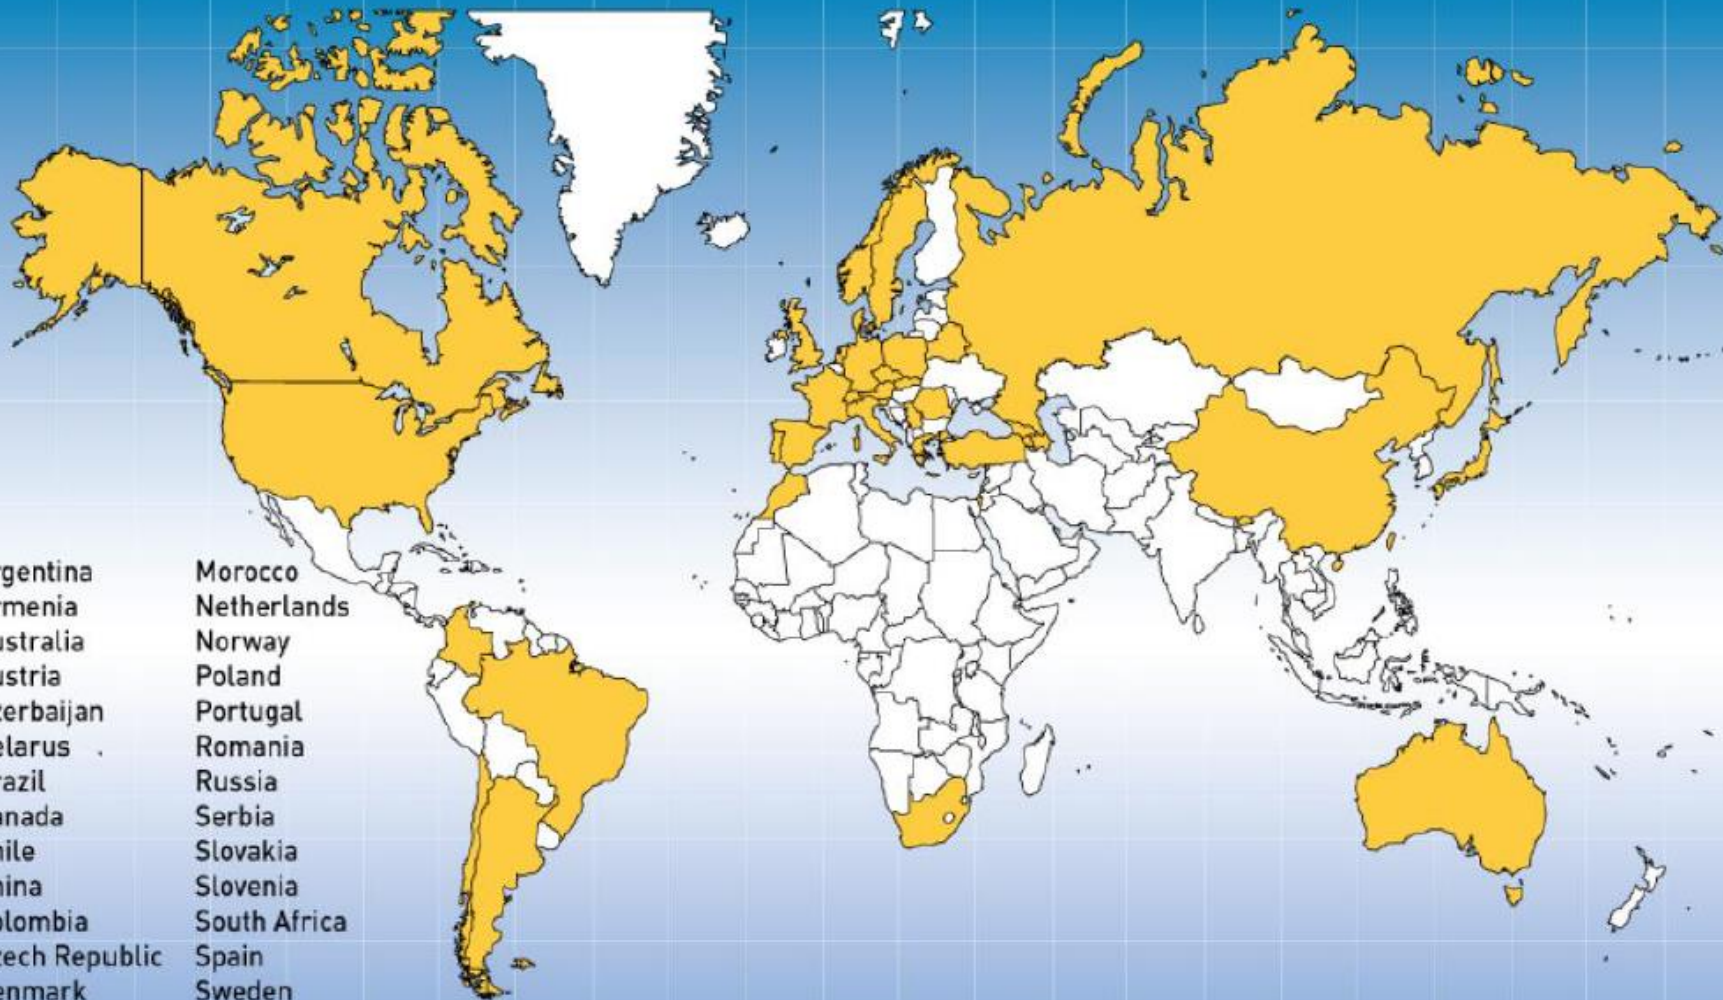 rgentina
rmenia
ustralia
ustria
zerbaijan
elarus
razil
anada
hile
hina
olombia
zech Republic
enmark
Morocco
Netherlands
Norway
Poland
Portugal
Romania
Russia
Serbia
Slovakia
Slovenia
South Africa
Spain
Sweden